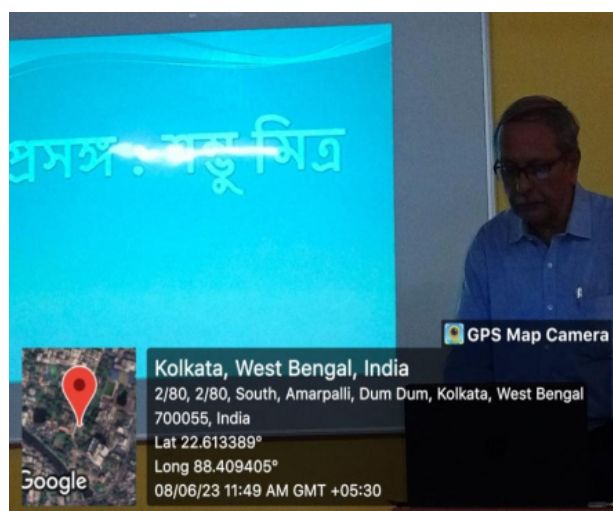 প্রসঙ্গ : শম্ভু মিত্র
GPS Map Camera
Kolkata, West Bengal, India
2/80, 2/80, South, Amarpalli, Dum Dum, Kolkata, West Bengal
700055, India
Lat 22.613389°
Long 88.409405°
08/06/23 11:49 AM GMT +05:30
Google